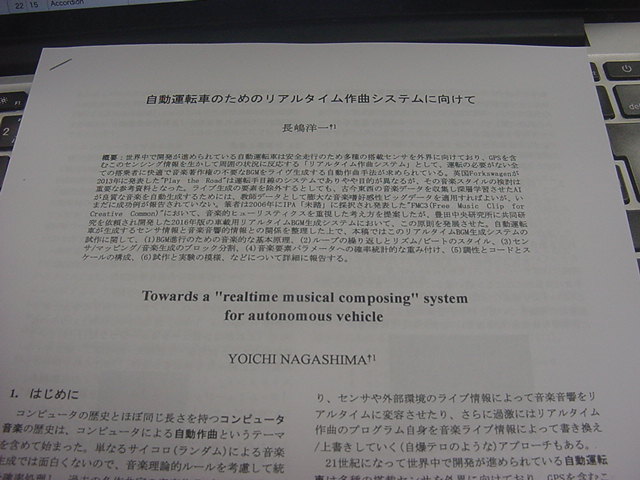 22 15 Accordion
自動運転車のためのリアルタイム作曲システムに向けて
長嶋洋一†1
概要:世界中で開発が進められている自動運転車は安全走行のため多種の搭載センサを外界に向けており、GPSを含
むこのセンシング情報を生かして周囲の状況に反応する「リアルタイム作曲システム」として、運転の必要がない全
ての搭乗者に快適で音楽著作権の不要なBGMをライヴ生成する自動作曲手法が求められている。英国Forkswagenが
2013年に発表した"Play the Road"は運転手目線のシステムでありやや目的が異なるが、その音楽スタイルの検討は
重要な参考資料となった。ライヴ生成の要素を除外するとしても、古今東西の音楽データを収集し深層学習させたAI
が良質な音楽を自動生成するためには、教師データとして膨大な音楽嗜好感性ビッグデータを適用すればよいが、い
まだに成功例が報告されていない。筆者は2006年にIPA「未踏」に採択され発表した"FMC3(Free Music Clip for
Creative Common)"において、音楽的ヒューリスティクスを重視した考え方を提案したが、豊田中央研究所に共同研
究を依頼され開発した2016年版の車載用リアルタイムBGM生成システムにおいて、この原則を発展させた。自動運転
車が生成するセンサ情報と音楽情報との関係を整理した上で、本稿ではこのリアルタイムBGM生成システムの
試作に関して、(1)BGM進行のための音楽的な基本原理、(2)ループの繰り返しとリズム/ビートのスタイル、(3)セン
サ/マッピング/音楽生成のブロック分割、(4)音楽要素パラメータへの確率統計的な重み付け、(5)調性とコードとス
ケールの構成、(6)試作と実験の模様、などについて詳細に報告する。
Towards a "realtime musical composing" system
for autonomous vehicle
YOICHI NAGASHIMA†1
1. はじめに
コンピュータの歴史とほぼ同じ長さを持つコンピュータ
音楽の歴史は、コンピュータによる自動作曲というテーマ
を含めて始まった。単なるサイコロ(ランダム)による音楽
生成では面白くないので、音楽理論的ルールを考慮して統
り、センサや外部環境のライブ情報によって音楽音響をリ
アルタイムに変容させたり、さらに過激にはリアルタイム
作曲のプログラム自身を音楽ライブ情報によって書き換え
/上書きしていく(自爆テロのような)アプローチもある.
21世紀になって世界中で開発が進められている自動運転
車は多種の搭載センサを外界に向けており、GPSを含むこ